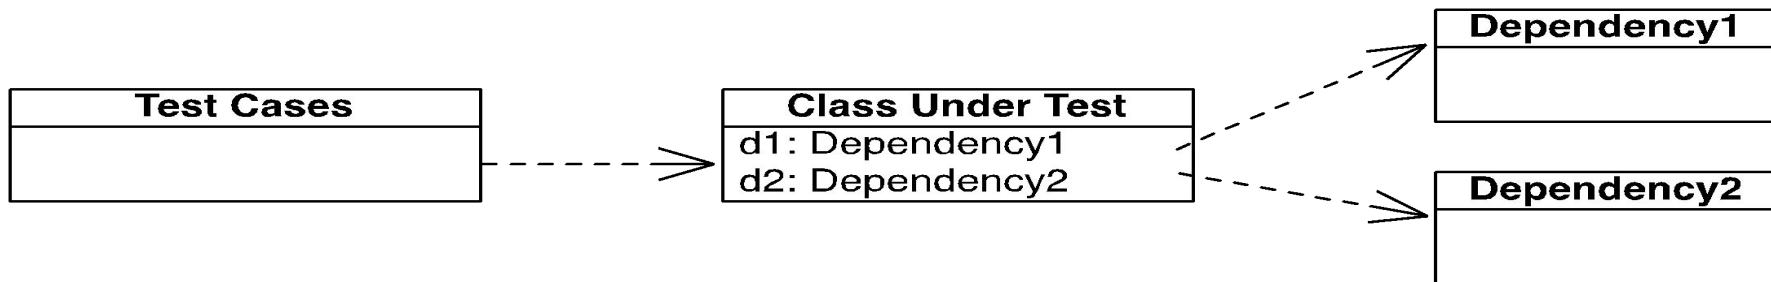 Test Cases
Class Under Test
d1: Dependency1
d2: Dependency2
Dependency1
Dependency2